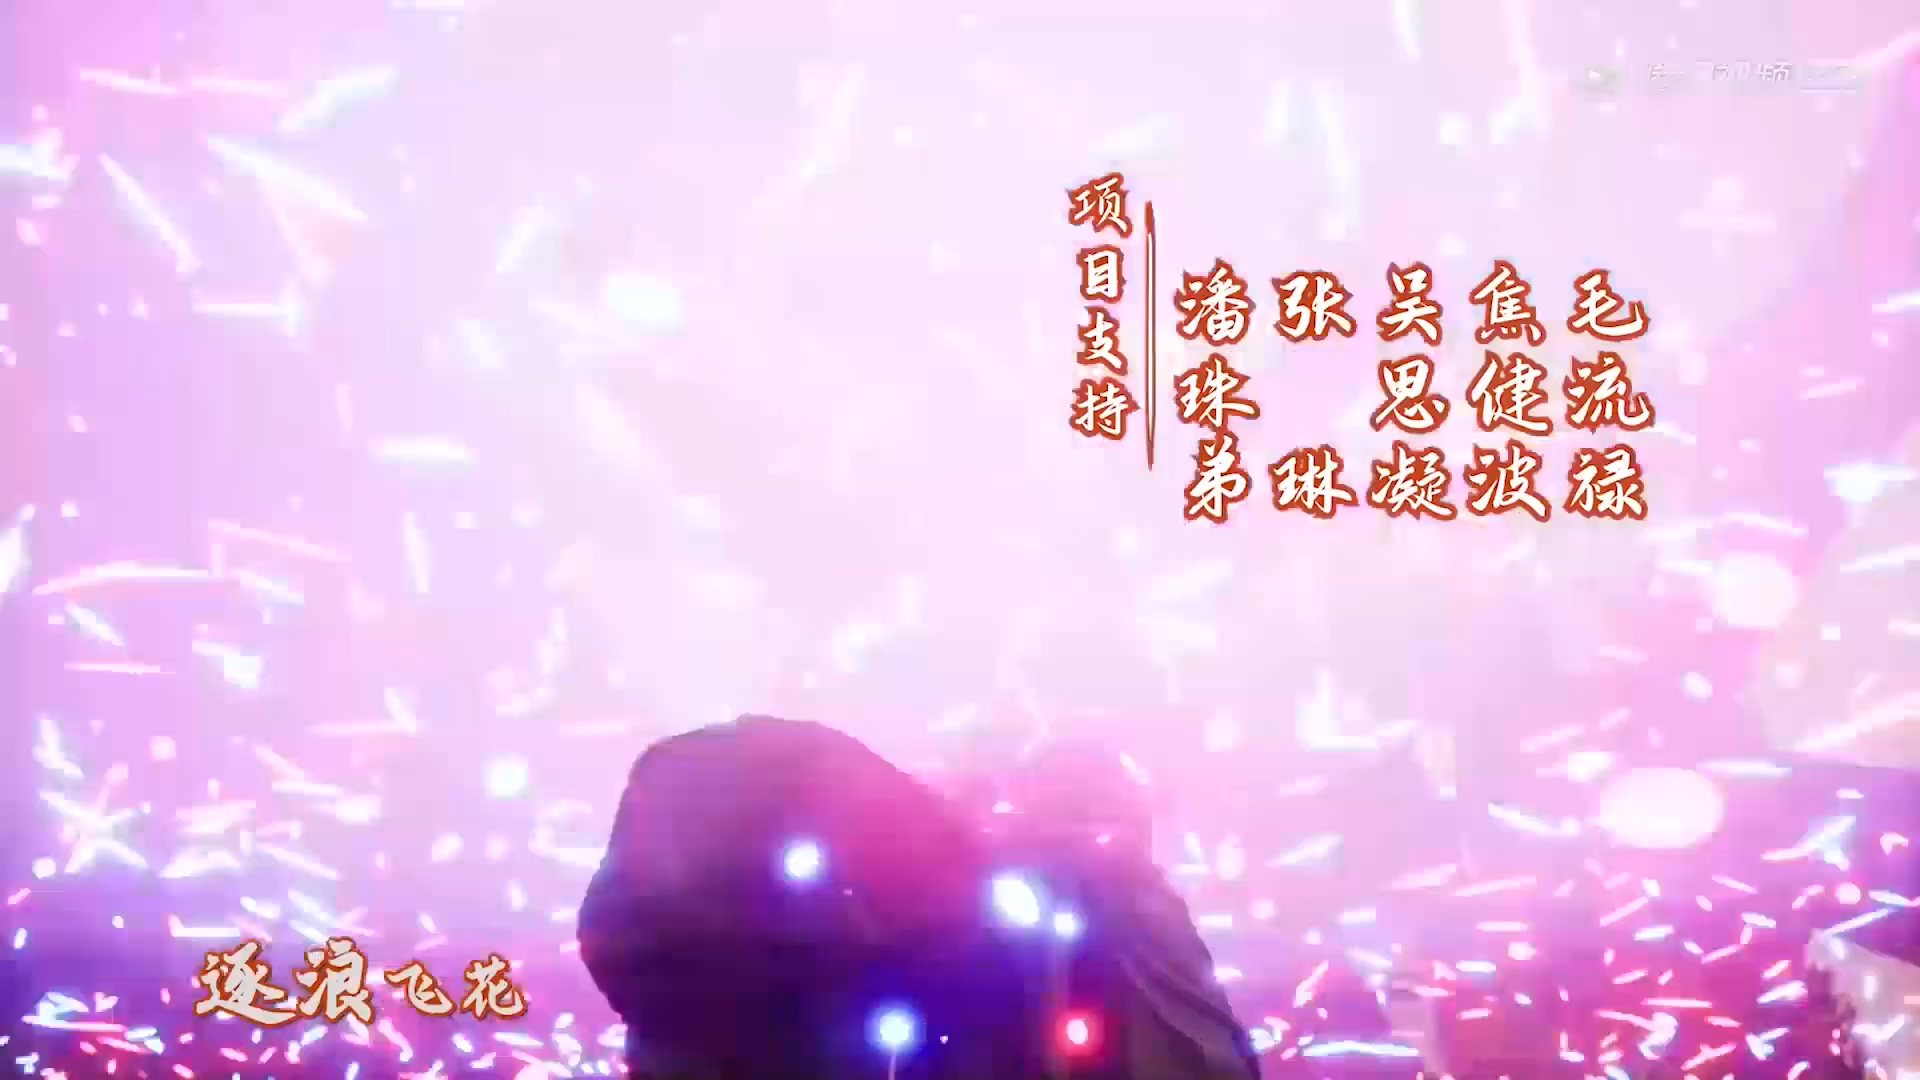 项目支持
潘珠弟
张琳
吴思凝
焦健波
毛流禄
逐浪飞花